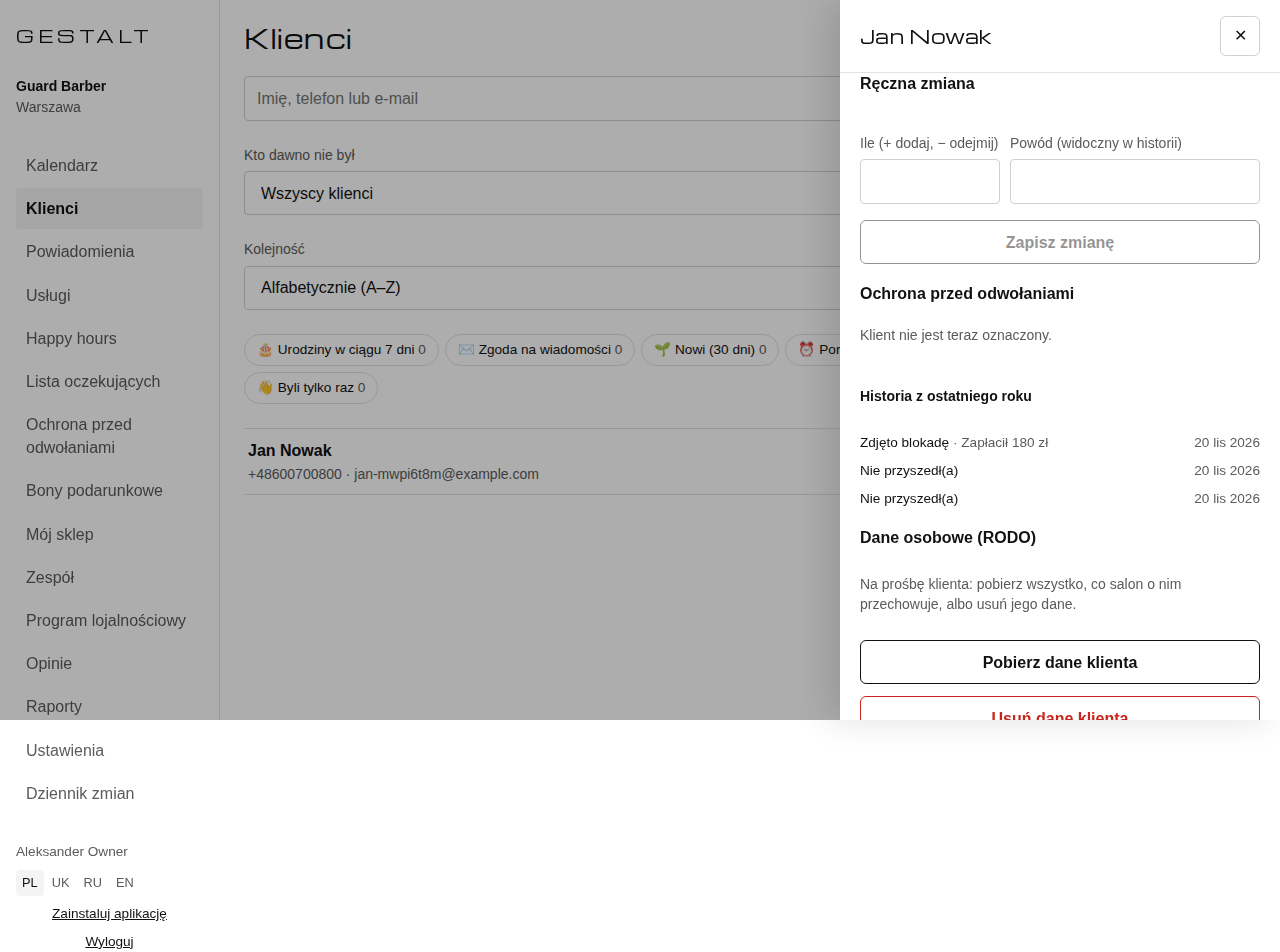 GESTALT
Guard Barber
Warszawa
Kalendarz
Klienci
Powiadomienia
Usługi
Happy hours
Lista oczekujących
Ochrona przed
odwołaniami
Bony podarunkowe
Mój sklep
Zespół
Program lojalnościowy
Opinie
Raporty
Ustawienia
Dziennik zmian
Aleksander Owner
PL UK RU EN
Zainstaluj aplikację
Wyloguj
Klienci
Imię, telefon lub e-mail
Kto dawno nie był
Wszyscy klienci
Kolejność
Alfabetycznie (A–Z)
🎂 Urodziny w ciągu 7 dni 0 ✉️ Zgoda na wiadomości 0 🌱 Nowi (30 dni) 0 ⏰ Por
👋 Byli tylko raz 0
Jan Nowak
+48600700800 · jan-mwpi6t8m@example.com
Jan Nowak ✕
Ręczna zmiana
Ile (+ dodaj, − odejmij) Powód (widoczny w historii)
Zapisz zmianę
Ochrona przed odwołaniami
Klient nie jest teraz oznaczony.
Historia z ostatniego roku
Zdjęto blokadę · Zapłacił 180 zł 20 lis 2026
Nie przyszedł(a) 20 lis 2026
Nie przyszedł(a) 20 lis 2026
Dane osobowe (RODO)
Na prośbę klienta: pobierz wszystko, co salon o nim
przechowuje, albo usuń jego dane.
Pobierz dane klienta
Usuń dane klienta